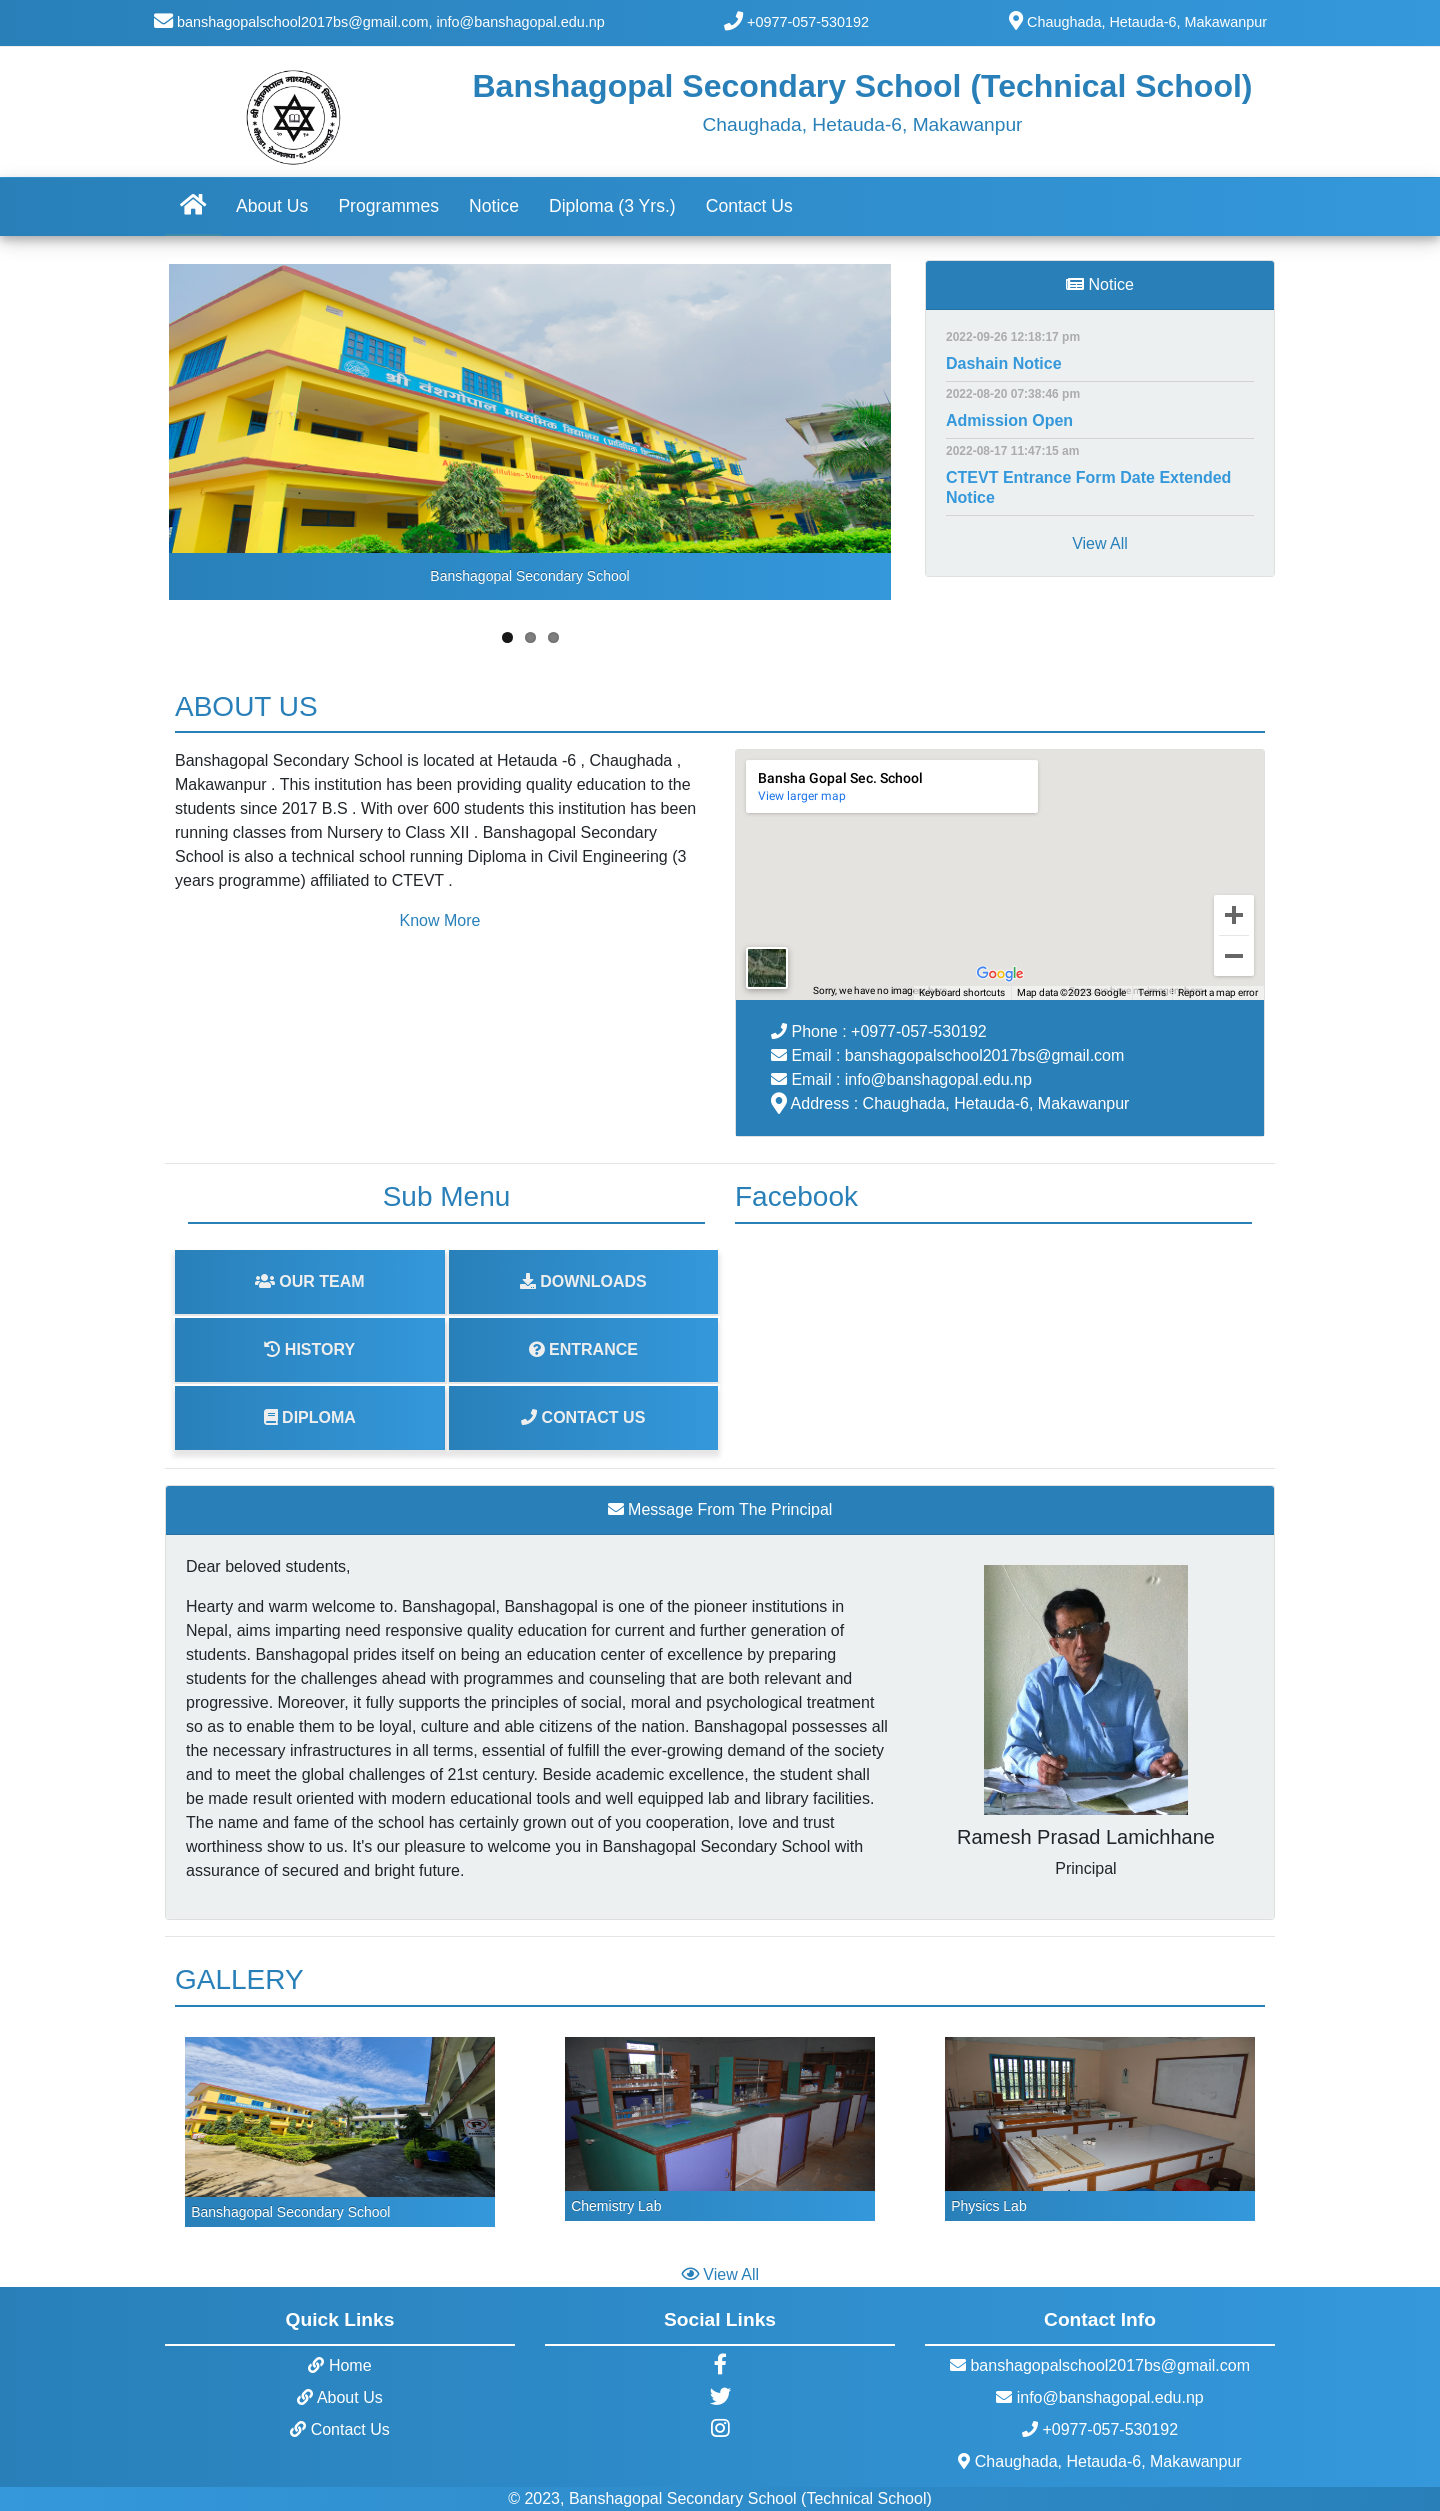 banshagopalschool2017bs@gmail.com, info@banshagopal.edu.np
+0977-057-530192
Chaughada, Hetauda-6, Makawanpur
Banshagopal Secondary School (Technical School)
Chaughada, Hetauda-6, Makawanpur
About Us
Programmes
Notice
Diploma (3 Yrs.)
Contact Us
श्री वंशगोपाल माध्यमिक विद्यालय
Banshagopal Secondary School
Notice
2022-09-26 12:18:17 pm
Dashain Notice
2022-08-20 07:38:46 pm
Admission Open
2022-08-17 11:47:15 am
CTEVT Entrance Form Date Extended
Notice
View All
ABOUT US
Banshagopal Secondary School is located at Hetauda -6 , Chaughada ,
Makawanpur . This institution has been providing quality education to the
students since 2017 B.S . With over 600 students this institution has been
running classes from Nursery to Class XII . Banshagopal Secondary
School is also a technical school running Diploma in Civil Engineering (3
years programme) affiliated to CTEVT .
Know More
Bansha Gopal Sec. School
View larger map
Google
Sorry, we have no imag
Keyboard shortcuts
Map data ©2023 Google
Terms
Report a map error
Phone : +0977-057-530192
Email : banshagopalschool2017bs@gmail.com
Email : info@banshagopal.edu.np
Address : Chaughada, Hetauda-6, Makawanpur
Sub Menu
OUR TEAM
DOWNLOADS
HISTORY
ENTRANCE
DIPLOMA
CONTACT US
Facebook
Message From The Principal
Dear beloved students,
Hearty and warm welcome to. Banshagopal, Banshagopal is one of the pioneer institutions in
Nepal, aims imparting need responsive quality education for current and further generation of
students. Banshagopal prides itself on being an education center of excellence by preparing
students for the challenges ahead with programmes and counseling that are both relevant and
progressive. Moreover, it fully supports the principles of social, moral and psychological treatment
so as to enable them to be loyal, culture and able citizens of the nation. Banshagopal possesses all
the necessary infrastructures in all terms, essential of fulfill the ever-growing demand of the society
and to meet the global challenges of 21st century. Beside academic excellence, the student shall
be made result oriented with modern educational tools and well equipped lab and library facilities.
The name and fame of the school has certainly grown out of you cooperation, love and trust
worthiness show to us. It's our pleasure to welcome you in Banshagopal Secondary School with
assurance of secured and bright future.
Ramesh Prasad Lamichhane
Principal
GALLERY
Banshagopal Secondary School
Chemistry Lab
Physics Lab
View All
Quick Links
Home
About Us
Contact Us
Social Links
Contact Info
banshagopalschool2017bs@gmail.com
info@banshagopal.edu.np
+0977-057-530192
Chaughada, Hetauda-6, Makawanpur
© 2023, Banshagopal Secondary School (Technical School)